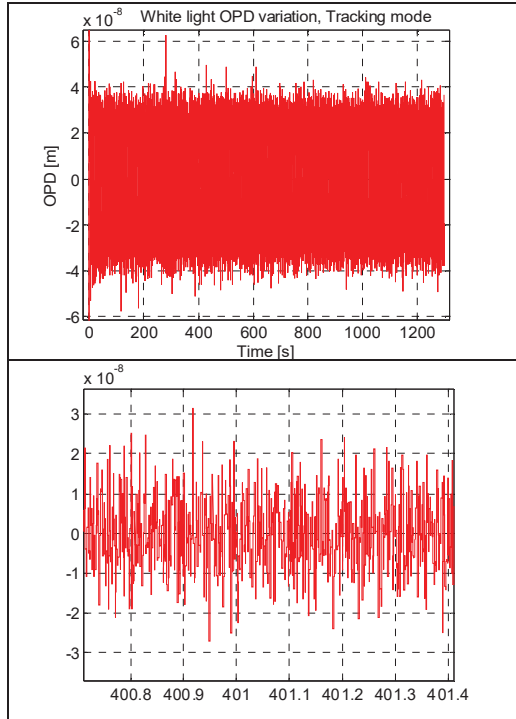 x 10-8 White light OPD variation, Tracking mode
6
4
2
0
-2
-4
-6
OPD [m]
0 200 400 600 800 1000 1200
Time [s]
x 10-8
3
2
1
0
-1
-2
-3
400.8 400.9 401 401.1 401.2 401.3 401.4